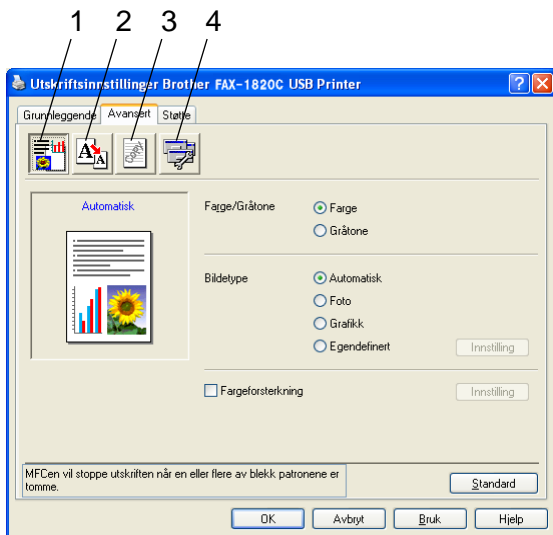 1 2 3 4
Utskriftsinnstillinger Brother FAX-1820C USB Printer
Grunnleggende Avansert Støtte
A A COPY
Automatisk
Farge/Gråtone
Farge
Gråtone
Bildetype
Automatisk
Foto
Grafikk
Egendefinert
Innstilling
Fargeforsterkning
Innstilling
MFCen vil stoppe utskriften når en eller flere av blekk patronene er
tomme.
Standard
OK Avbryt Bruk Hjelp